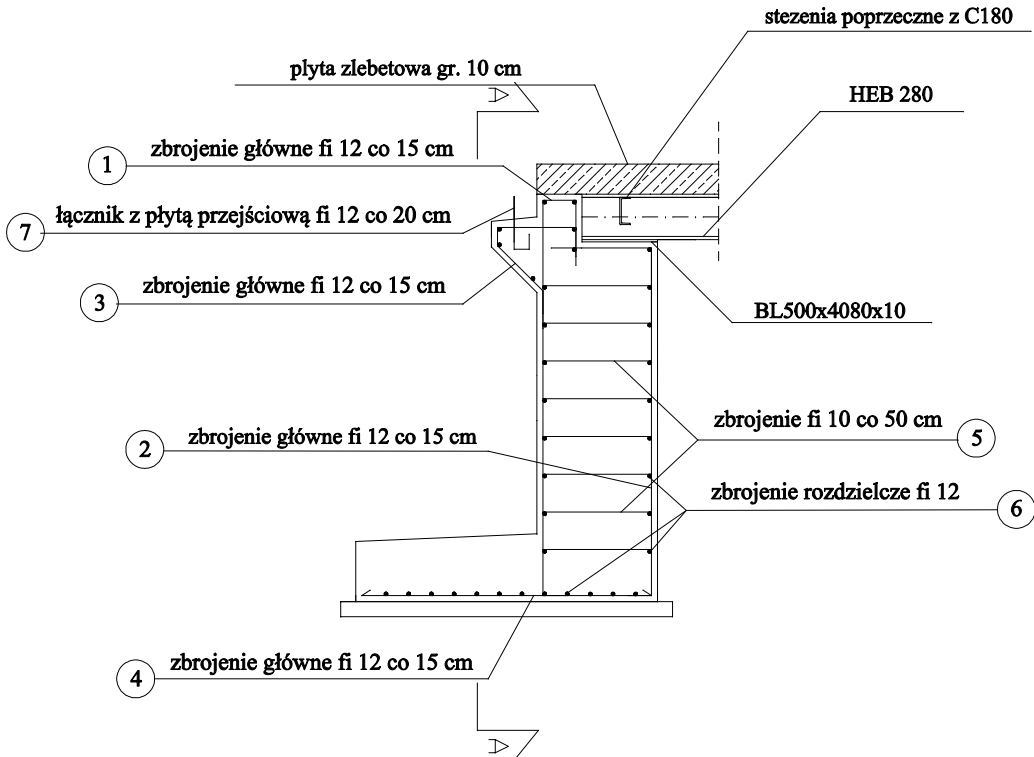 stezenia poprzeczne z C180
plyta zlebetowa gr. 10 cm
A
HEB 280
zbrojenie główne fi 12 co 15 cm
1
łącznik z płytą przejściową fi 12 co 20 cm
7
zbrojenie główne fi 12 co 15 cm
3
BL500x4080x10
zbrojenie fi 10 co 50 cm
5
zbrojenie główne fi 12 co 15 cm
2
zbrojenie rozdzielcze fi 12
6
zbrojenie główne fi 12 co 15 cm
4
A